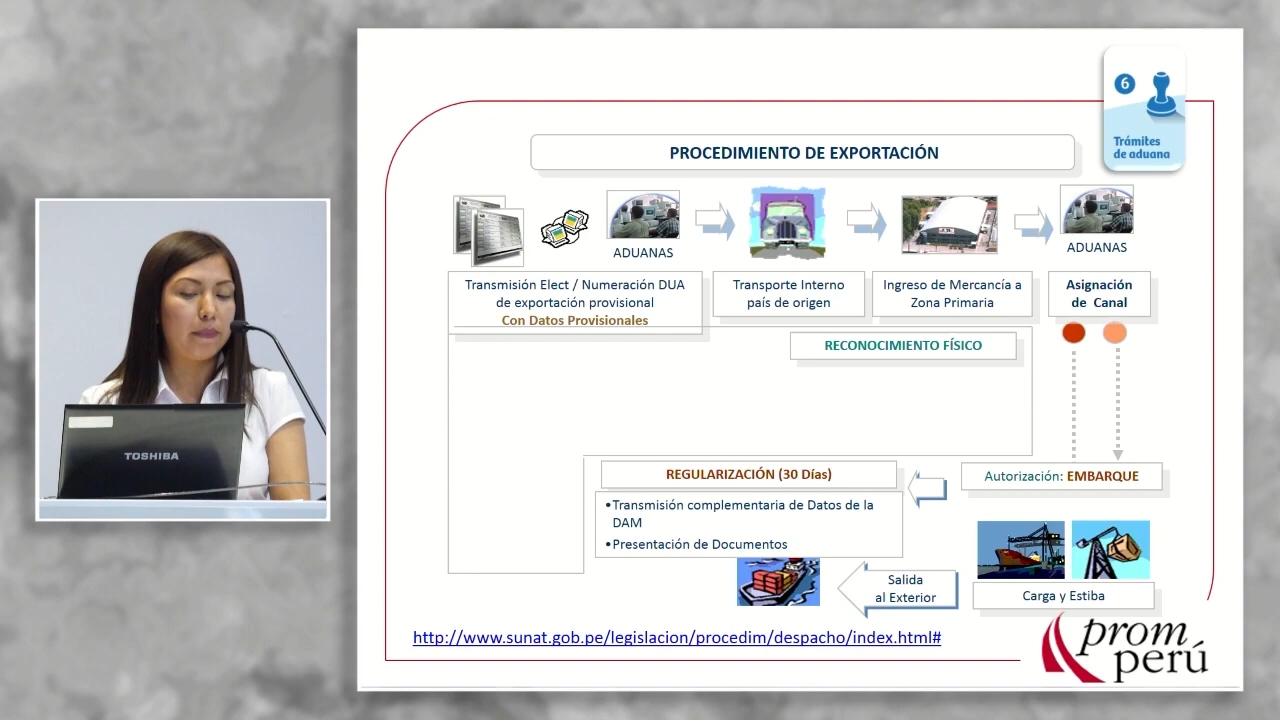 6
Trámites
de aduana
PROCEDIMIENTO DE EXPORTACIÓN
ADUANAS
ADUANAS
Transmisión Elect / Numeración DUA
de exportación provisional
Con Datos Provisionales
Transporte Interno
país de origen
Ingreso de Mercancía a
Zona Primaria
Asignación
de Canal
RECONOCIMIENTO FÍSICO
REGULARIZACIÓN (30 Días)
•Transmisión complementaria de Datos de la
DAM
•Presentación de Documentos
Autorización: EMBARQUE
Salida
al Exterior
Carga y Estiba
http://www.sunat.gob.pe/legislacion/procedim/despacho/index.html#
prom
perú
TOSHIBA